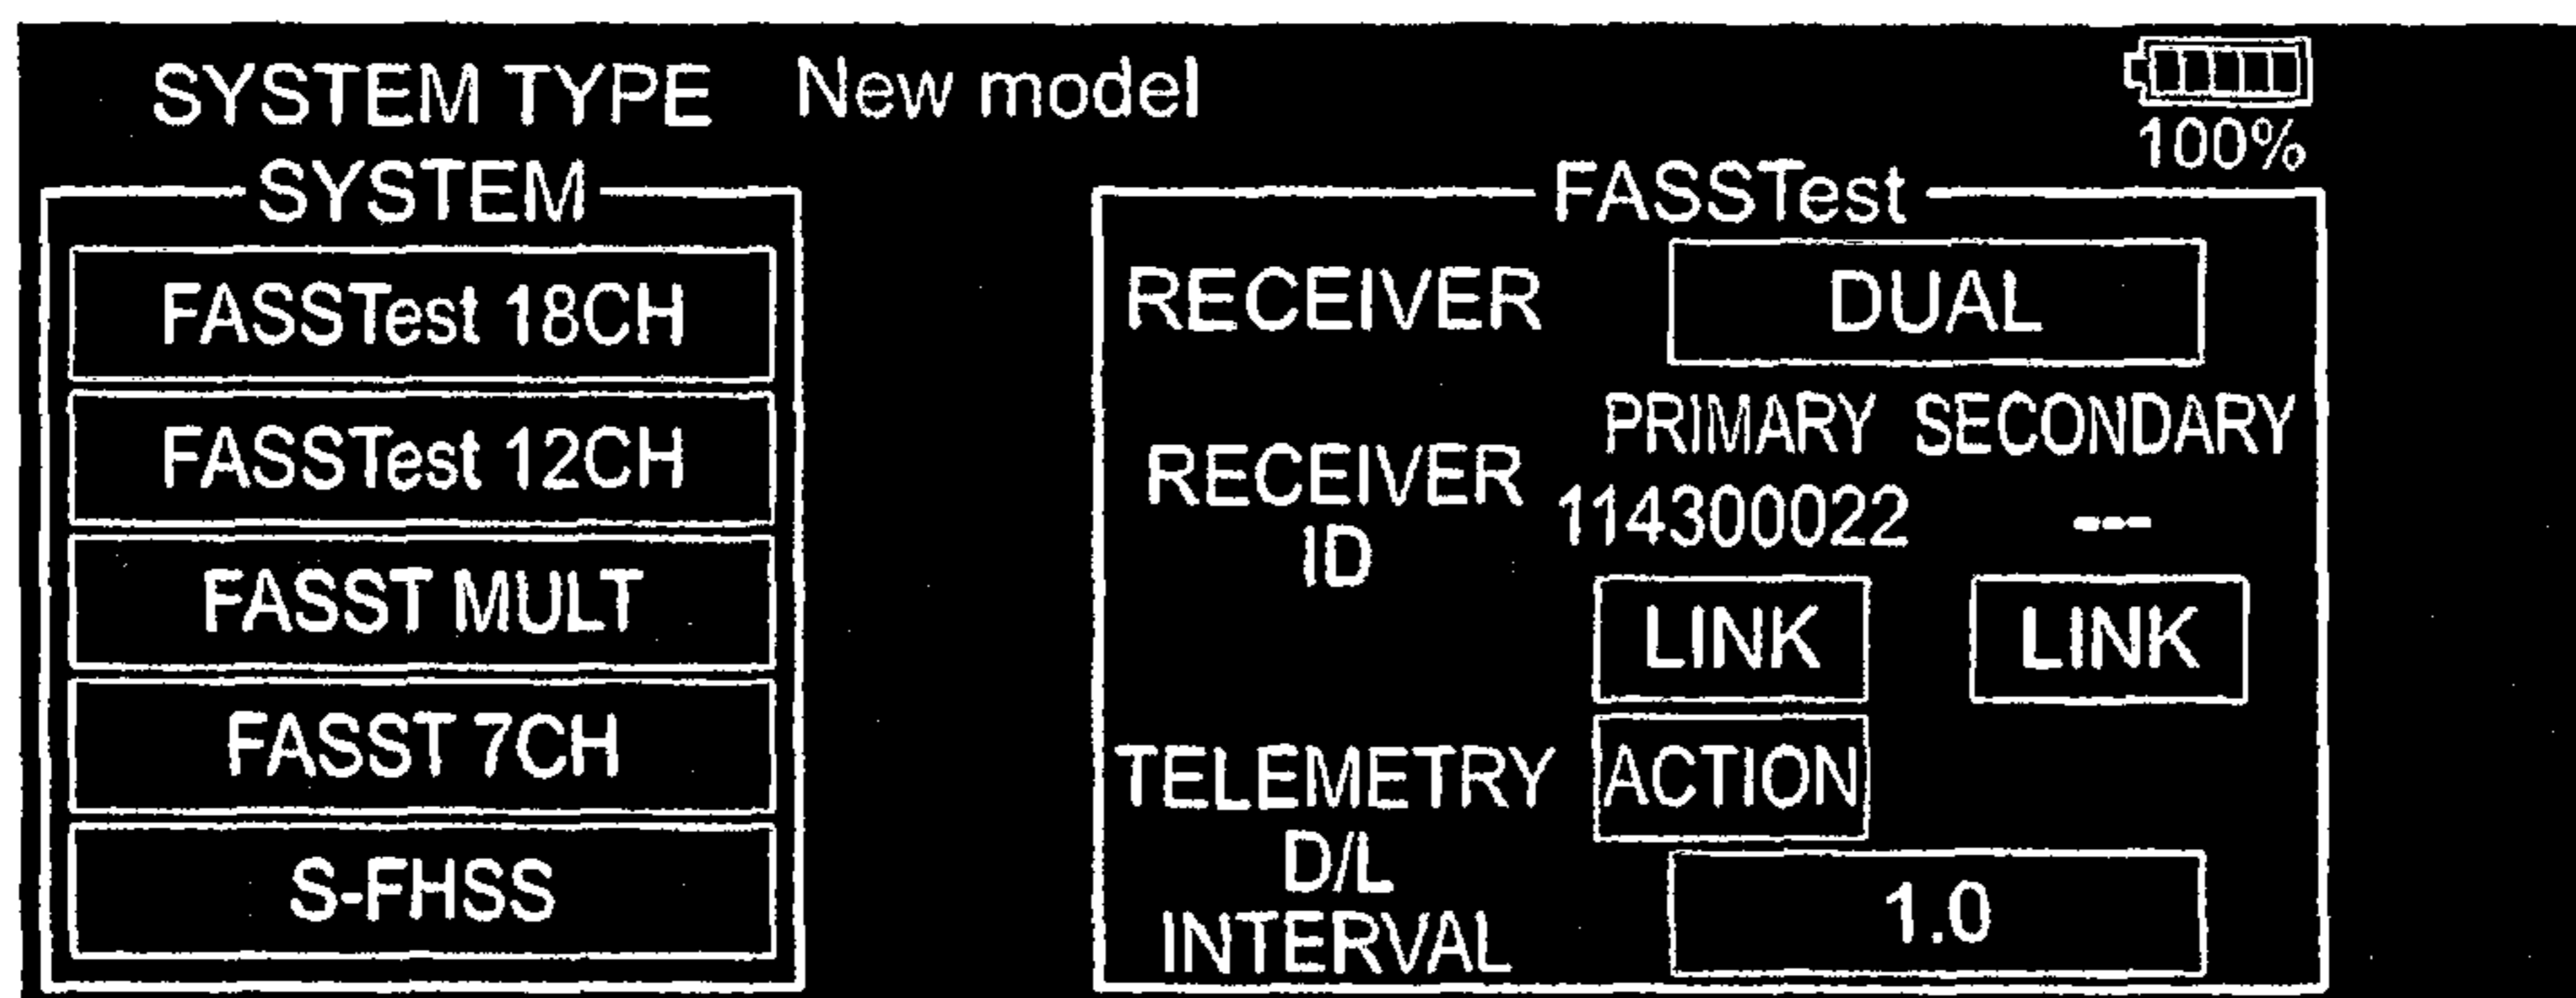 SYSTEM TYPE New model
100%
SYSTEM
FASSTest 18CH
FASSTest 12CH
FASST MULT
FASST 7CH
S-FHSS
FASSTest
RECEIVER DUAL
PRIMARY SECONDARY
RECEIVER ID 114300022 ---
LINK LINK
TELEMETRY ACTION
D/L
INTERVAL 1.0